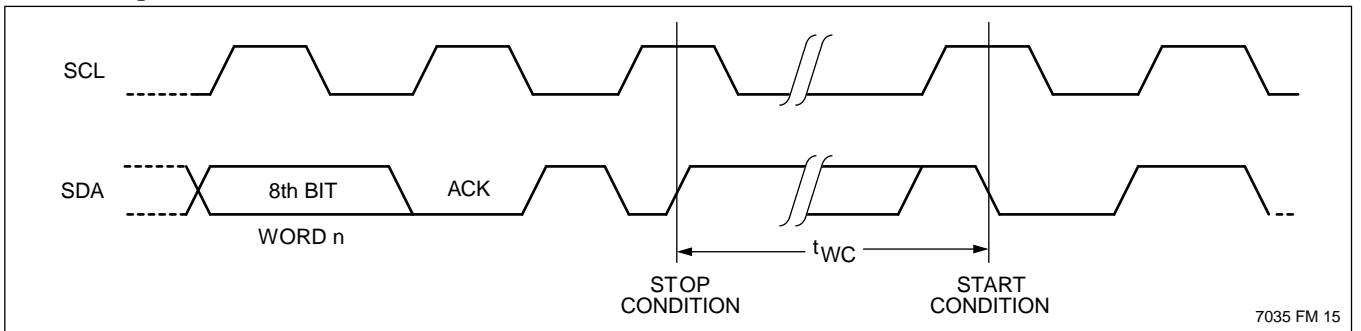 SCL
SDA
8th BIT
ACK
WORD n
tWC
STOP
CONDITION
START
CONDITION
7035 FM 15